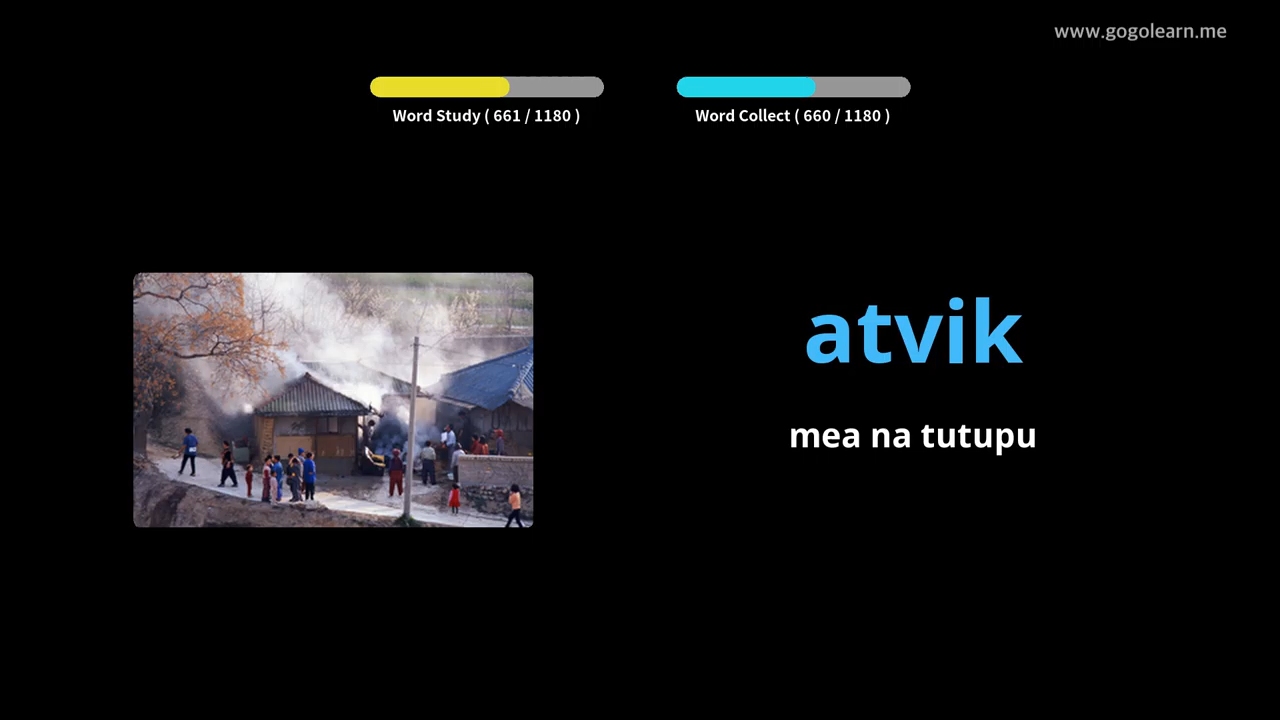 www.gogolearn.me
Word Study ( 661 / 1180 )
Word Collect ( 660 / 1180 )
atvik
mea na tutupu